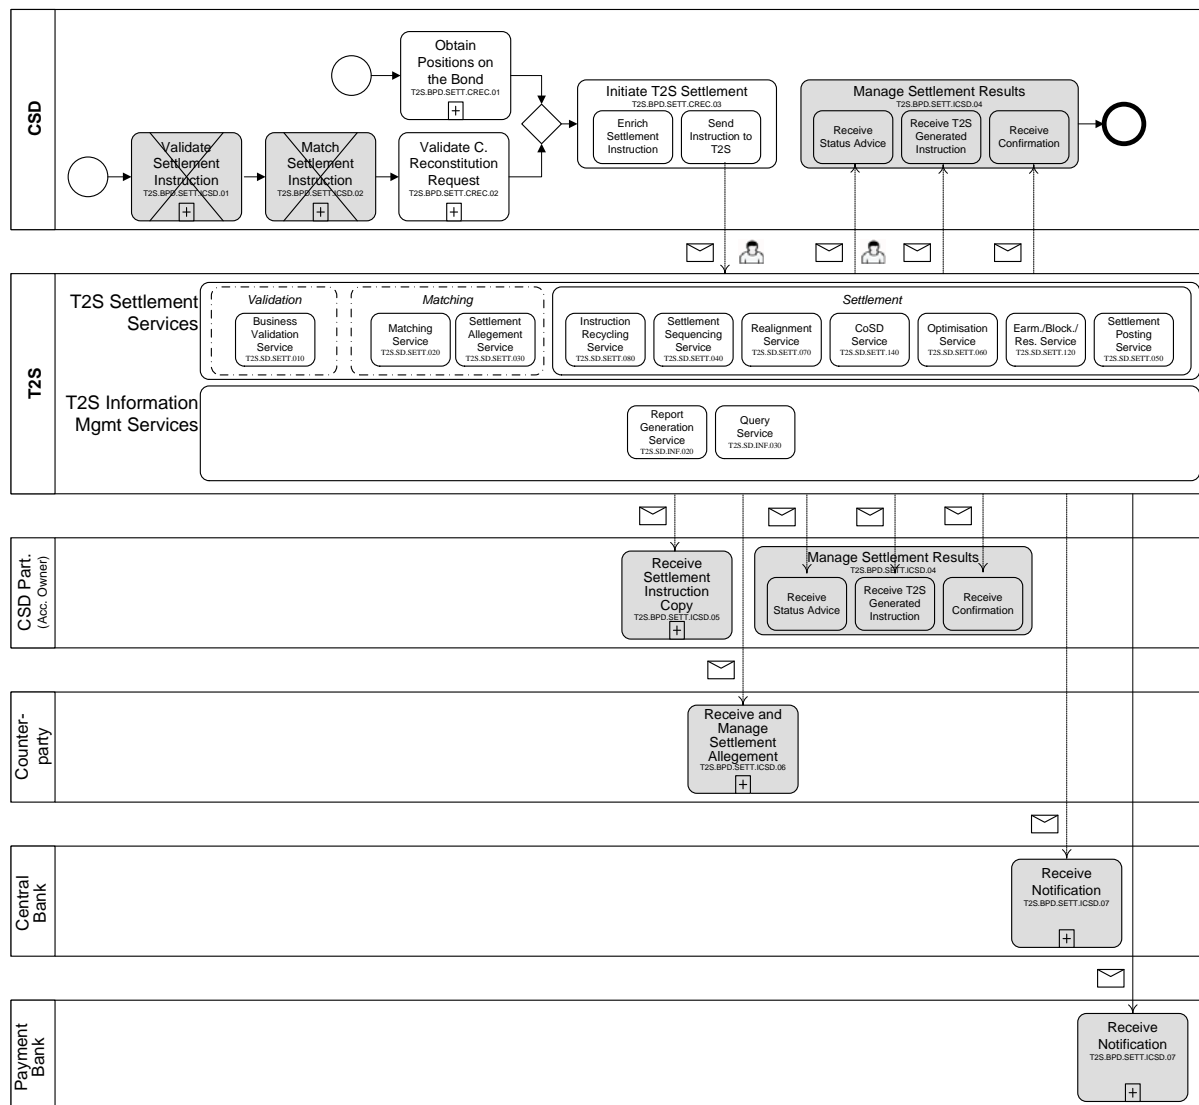 CSD
Obtain
Positions on
the Bond
T2S.BPD.SETT.CREC.01
+
Validate
Settlement
Instruction
T2S.BPD.SETT.ICSD.01
+
Match
Settlement
Instruction
T2S.BPD.SETT.ICSD.02
+
Validate C.
Reconstitution
Request
T2S.BPD.SETT.CREC.02
+
Initiate T2S Settlement
T2S.BPD.SETT.CREC.03
Enrich
Settlement
Instruction
Send
Instruction to
T2S
Manage Settlement Results
T2S.BPD.SETT.ICSD.04
Receive
Status Advice
Receive T2S
Generated
Instruction
Receive
Confirmation
T2S
T2S Settlement
Services
Validation
Business
Validation
Service
T2S.SD.SETT.010
Matching
Matching
Service
T2S.SD.SETT.020
Settlement
Allegement
Service
T2S.SD.SETT.030
Settlement
Instruction
Recycling
Service
T2S.SD.SETT.080
Settlement
Sequencing
Service
T2S.SD.SETT.040
Realignment
Service
T2S.SD.SETT.070
CoSD
Service
T2S.SD.SETT.140
Optimisation
Service
T2S.SD.SETT.060
Earm./Block./
Res. Service
T2S.SD.SETT.120
Settlement
Posting
Service
T2S.SD.SETT.050
T2S Information
Mgmt Services
Report
Generation
Service
T2S.SD.INF.020
Query
Service
T2S.SD.INF.030
CSD Part.
(Acc. Owner)
Receive
Settlement
Instruction
Copy
T2S.BPD.SETT.ICSD.05
+
Manage Settlement Results
T2S.BPD.SETT.ICSD.04
Receive
Status Advice
Receive T2S
Generated
Instruction
Receive
Confirmation
Counter-
party
Receive and
Manage
Settlement
Allegement
T2S.BPD.SETT.ICSD.06
+
Central
Bank
Receive
Notification
T2S.BPD.SETT.ICSD.07
+
Payment
Bank
Receive
Notification
T2S.BPD.SETT.ICSD.07
+